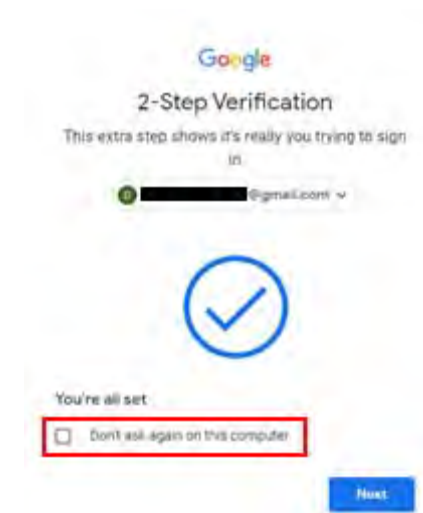 Google
2-Step Verification
This extra step shows it's really you trying to sign
in
@gmail.com
You're all set
Don't ask again on this computer
Next